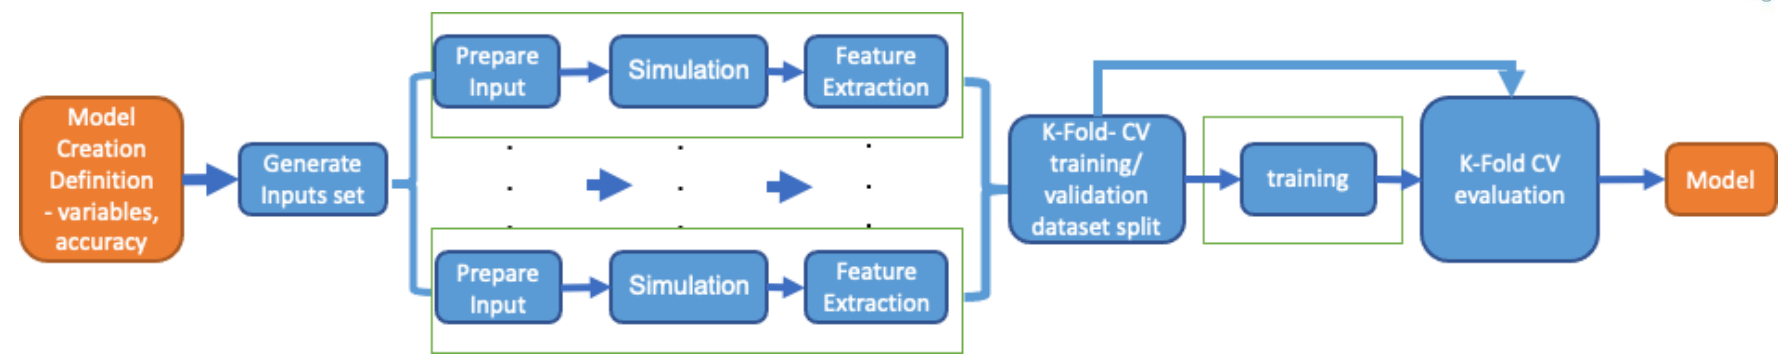 Model
Creation
Definition
- variables,
accuracy
Generate
Inputs set
Prepare
Input
Simulation
Feature
Extraction
Prepare
Input
Simulation
Feature
Extraction
K-Fold- CV
training/
validation
dataset split
training
K-Fold CV
evaluation
Model